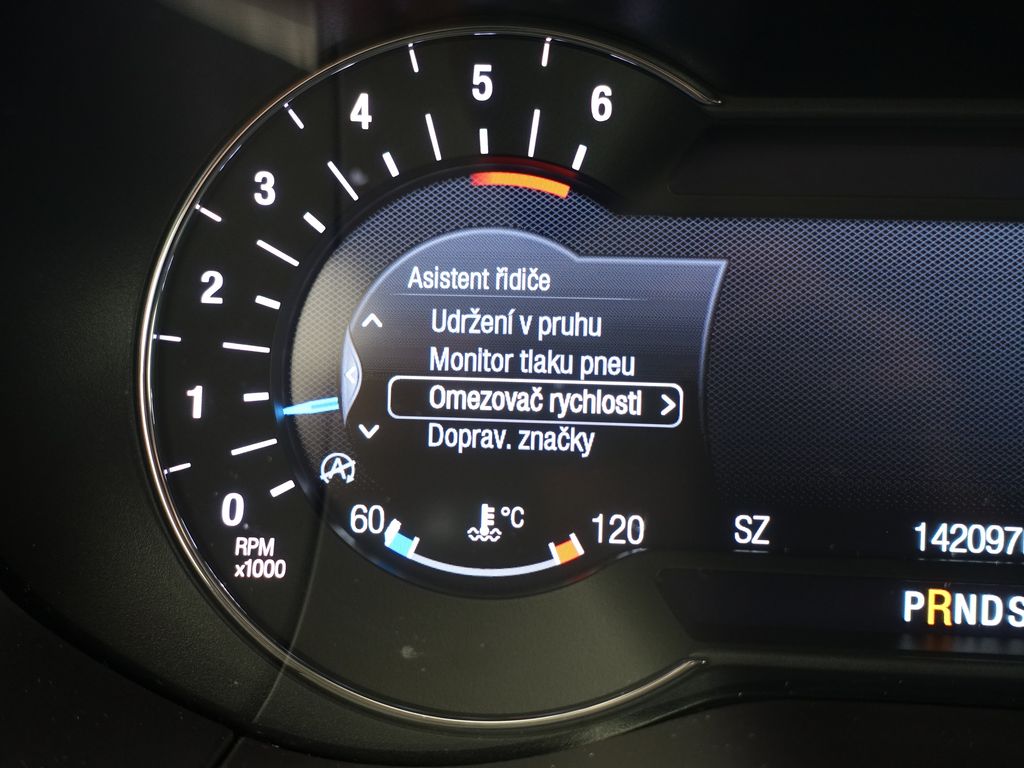 6
5
4
3
2
1
0
RPM
x1000
Asistent řidiče
Udržení v pruhu
Monitor tlaku pneu
Omezovač rychlosti
Doprav. značky
A
60 °C 120
SZ 142097
PRNDS